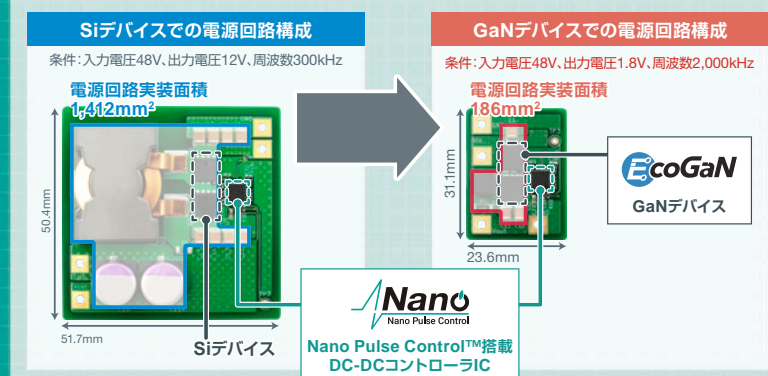 Siデバイスでの電源回路構成
条件：入力電圧48V、出力電圧12V、周波数300kHz
電源回路実装面積
1,412mm²
50.4mm
51.7mm
Siデバイス
GaNデバイスでの電源回路構成
条件：入力電圧48V、出力電圧1.8V、周波数2,000kHz
電源回路実装面積
186mm²
31.1mm
23.6mm
EcoGaN
GaNデバイス
Nano
Nano Pulse Control
Nano Pulse Control™搭載
DC-DCコントローラIC